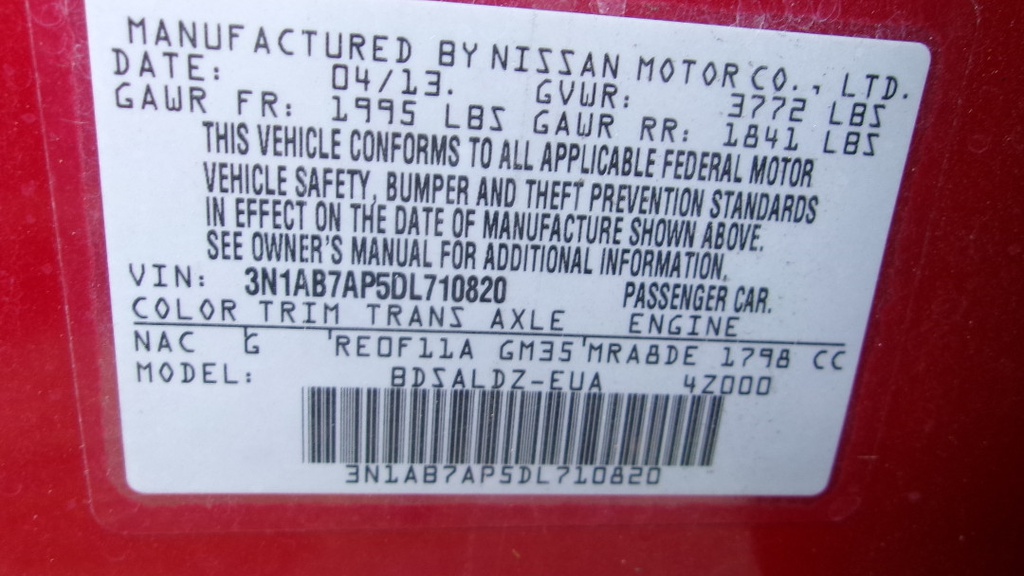 MANUFACTURED BY NISSAN MOTOR CO., LTD.
DATE: 04/13. GVWR: 3772 LBS
GAWR FR: 1995 LBS GAWR RR: 1841 LBS
THIS VEHICLE CONFORMS TO ALL APPLICABLE FEDERAL MOTOR
VEHICLE SAFETY, BUMPER AND THEFT PREVENTION STANDARDS
IN EFFECT ON THE DATE OF MANUFACTURE SHOWN ABOVE.
SEE OWNER'S MANUAL FOR ADDITIONAL INFORMATION.
VIN: 3N1AB7AP5DL710820 PASSENGER CAR.
COLOR TRIM TRANS AXLE ENGINE
NAC G RE0F11A GM35 MRA8DE 1798 CC
MODEL: BDSALDZ-EUA 4Z000
3N1AB7AP5DL710820